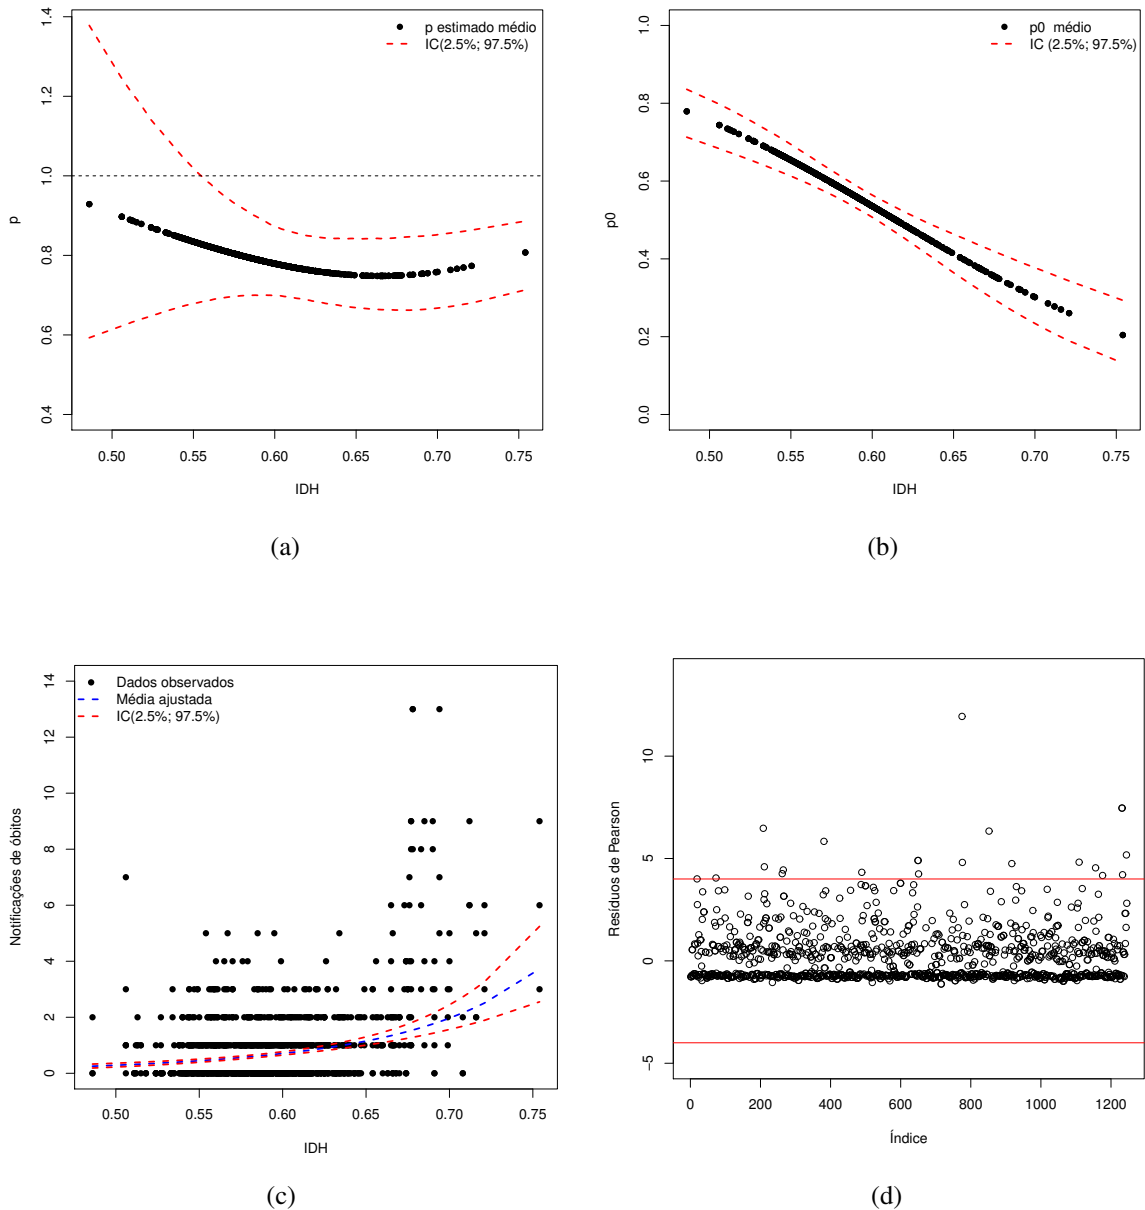 p estimado médio
IC(2.5%; 97.5%)
1.4
1.2
1.0
0.8
0.6
0.4
p
0.50 0.55 0.60 0.65 0.70 0.75
IDH
(a)
p0 médio
IC (2.5%; 97.5%)
1.0
0.8
0.6
0.4
0.2
0.0
p0
0.50 0.55 0.60 0.65 0.70 0.75
IDH
(b)
Dados observados
Média ajustada
IC(2.5%; 97.5%)
14
12
10
8
6
4
2
0
Notificações de óbitos
0.50 0.55 0.60 0.65 0.70 0.75
IDH
(c)
10
5
0
−5
Resíduos de Pearson
0 200 400 600 800 1000 1200
Índice
(d)